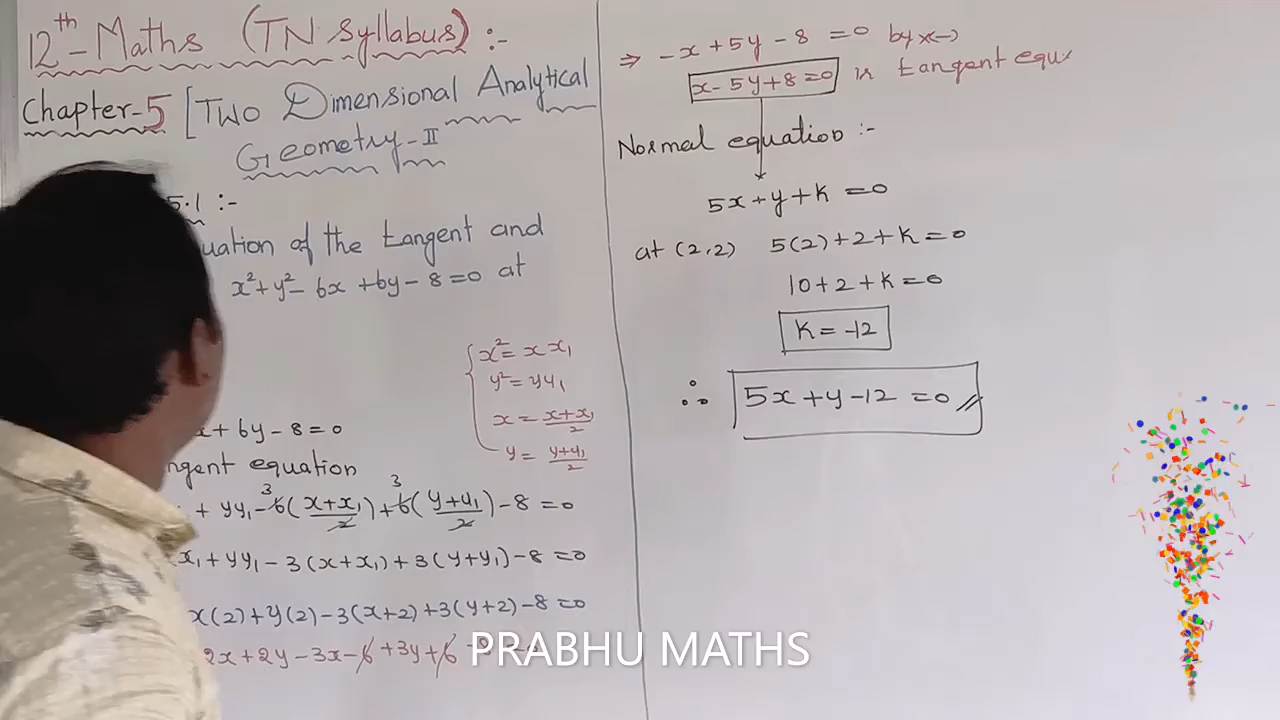 12th - Maths (TN Syllabus) :-
Chapter-5 [Two Dimensional Analytical
Geometry-II
5.1 :-
uation of the tangent and
x²+y²- 6x +6y- 8=0 at
x² = x x₁
y² = yy₁
x = (x+x₁)/2
y = (y+y₁)/2
x+ 6y-8=0
ngent equation
+ yy₁ - 6³((x+x₁)/2) + 6³((y+y₁)/2) - 8 = 0
x₁ + yy₁ - 3(x+x₁) + 3(y+y₁) - 8 = 0
x(2)+y(2)-3(x+2)+3(y+2)-8=0
2x+2y-3x-6+3y+6
⇒ -x+5y-8 =0 by x(-)
x-5y+8=0 is tangent equ
Normal equation :-
5x+y+k =0
at (2,2) 5(2)+2+k=0
10+2+k=0
k = -12
∴ 5x+y-12 =0 //
PRABHU MATHS